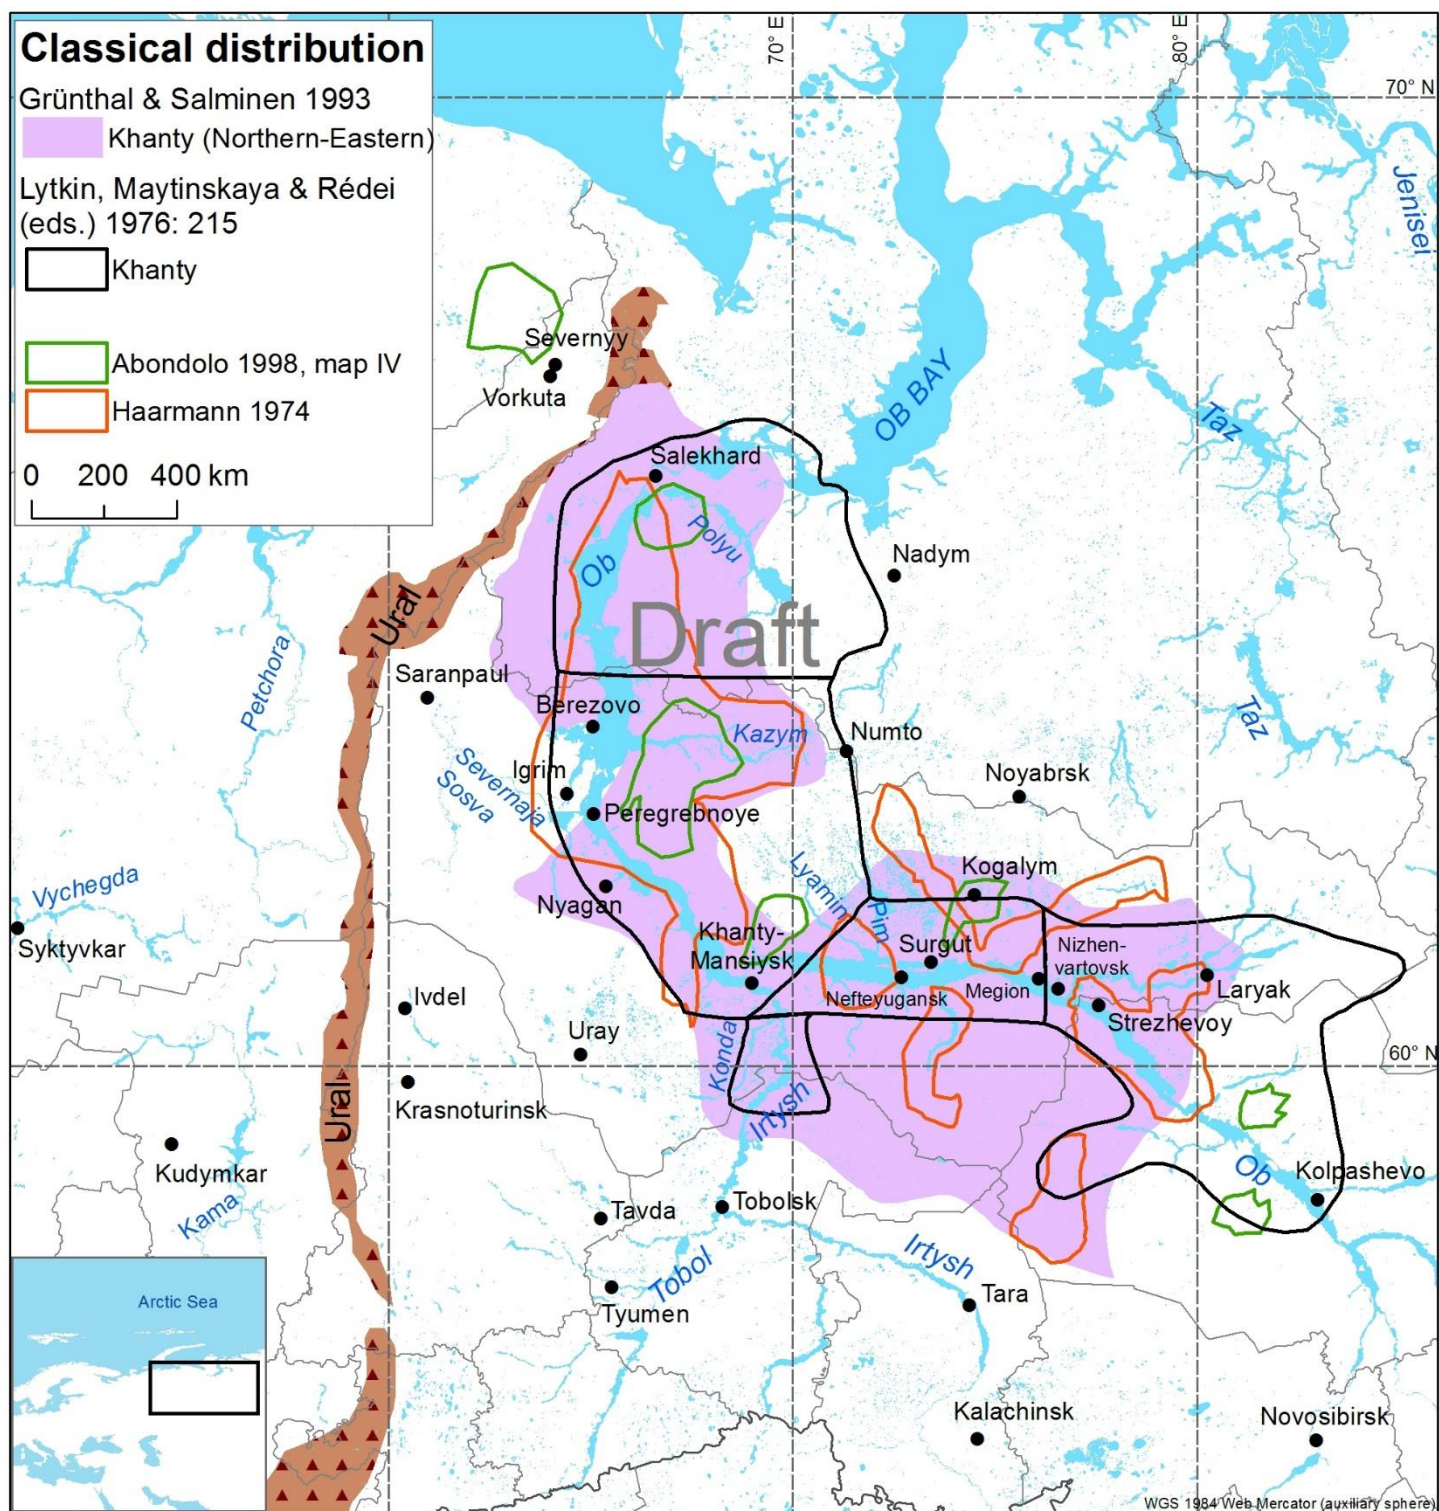 Classical distribution
Grünthal & Salminen 1993
Khanty (Northern-Eastern)
Lytkin, Maytinskaya & Rédei
(eds.) 1976: 215
Khanty
Abondolo 1998, map IV
Haarmann 1974
0 200 400 km
70° E
80° E
70° N
Jenisei
Severnyy
Vorkuta
OB BAY
Taz
Salekhard
Polyu
Ob
Nadym
Draft
Ural
Petchora
Saranpaul
Berezovo
Kazym
Numto
Taz
Igrim
Severnaja
Sosva
Noyabrsk
Peregrebnoye
Vychegda
Syktyvkar
Nyagan
Lyamin
Pim
Kogalym
Khanty-
Mansiysk
Surgut
Nizhen-
vartovsk
Nefteyugansk
Megion
Laryak
Strezhevoy
Ivdel
Uray
Konda
60° N
Krasnoturinsk
Ural
Irtysh
Kudymkar
Kama
Ob
Kolpashevo
Tavda
Tobolsk
Irtysh
Tobol
Tyumen
Tara
Arctic Sea
Kalachinsk
Novosibirsk
WGS 1984 Web Mercator (auxiliary sphere)